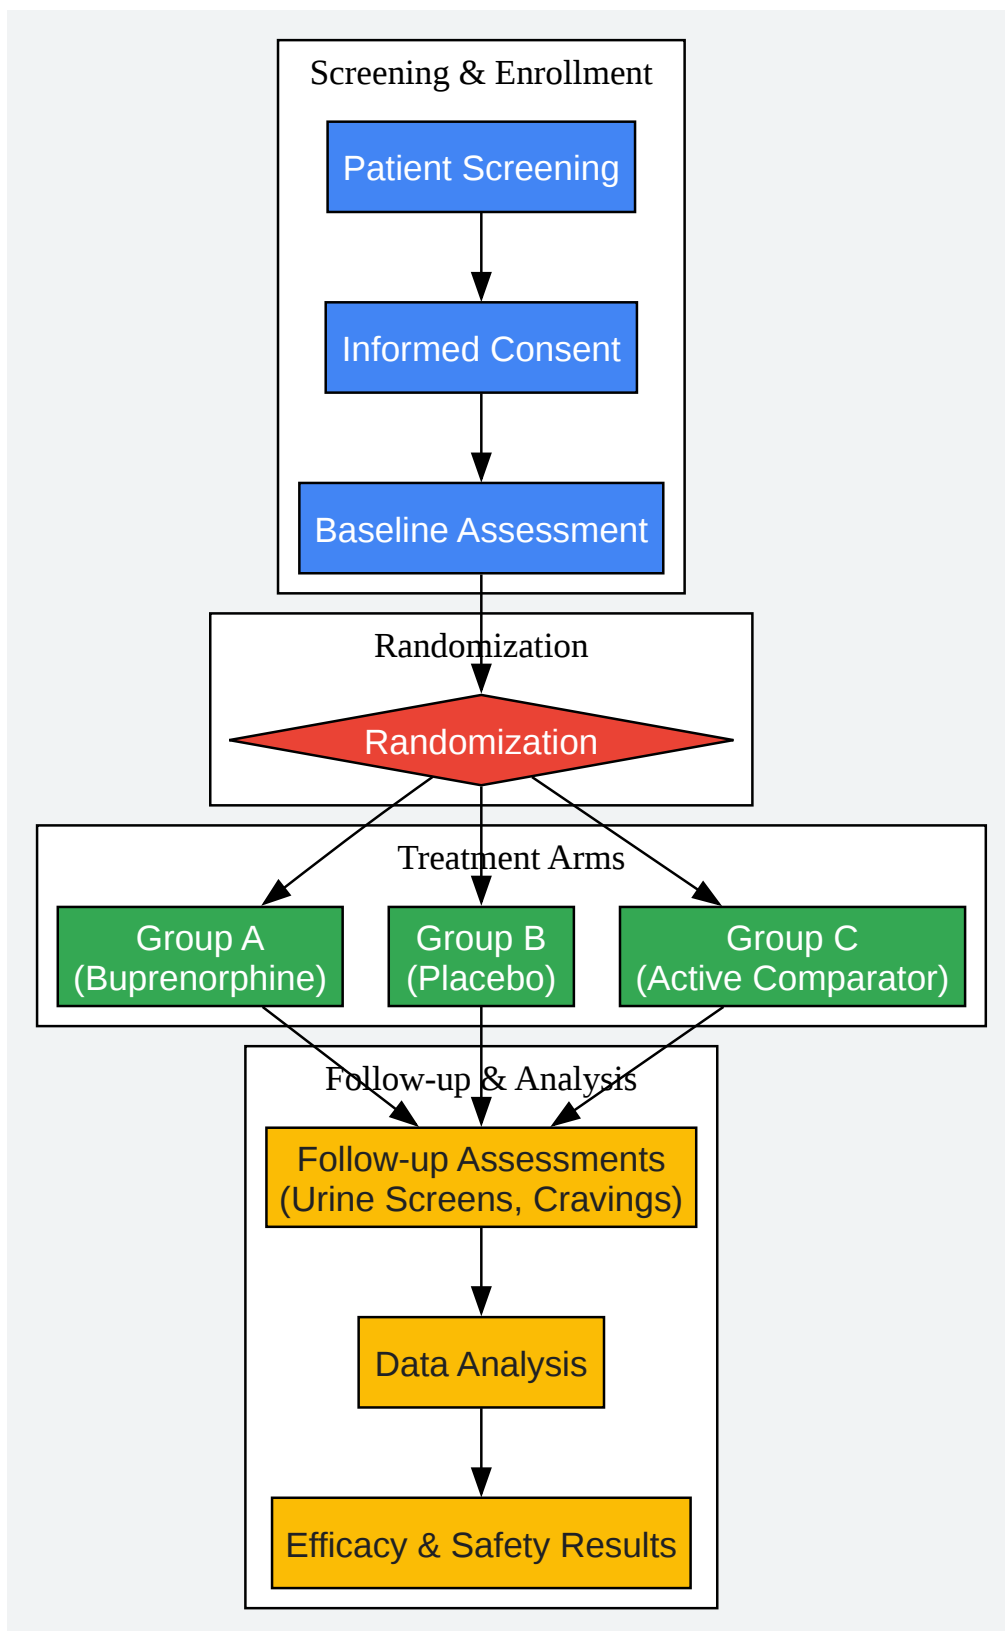 Screening & Enrollment
Patient Screening
Informed Consent
Baseline Assessment
Randomization
Randomization
Treatment Arms
Group A
(Buprenorphine)
Group B
(Placebo)
Group C
(Active Comparator)
Follow-up & Analysis
Follow-up Assessments
(Urine Screens, Cravings)
Data Analysis
Efficacy & Safety Results